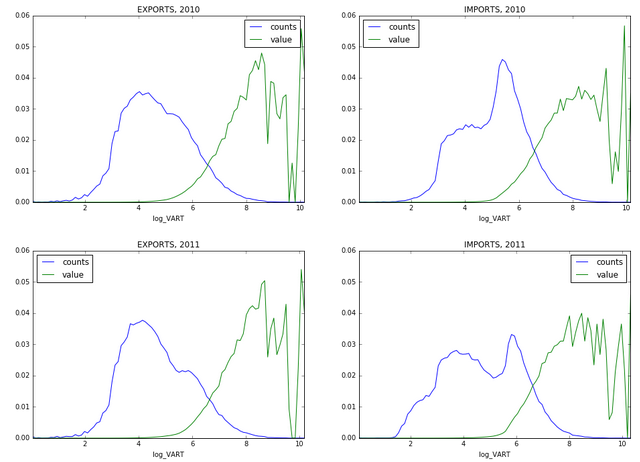 EXPORTS, 2010
counts
value
0.06
0.05
0.04
0.03
0.02
0.01
0.00
2 4 6 8 10
log_VART
IMPORTS, 2010
counts
value
0.06
0.05
0.04
0.03
0.02
0.01
0.00
2 4 6 8 10
log_VART
EXPORTS, 2011
counts
value
0.06
0.05
0.04
0.03
0.02
0.01
0.00
2 4 6 8 10
log_VART
IMPORTS, 2011
counts
value
0.06
0.05
0.04
0.03
0.02
0.01
0.00
2 4 6 8 10
log_VART